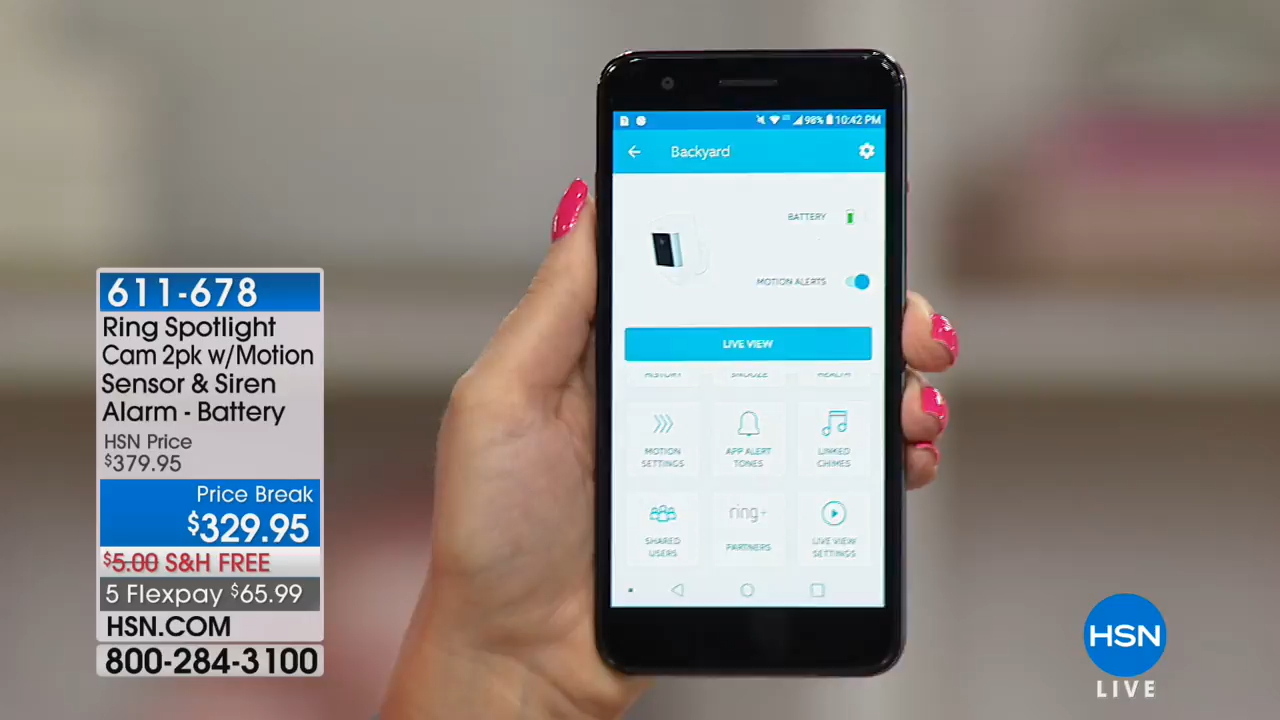 98% 10:42 PM
Backyard
BATTERY
MOTION ALERTS
LIVE VIEW
HISTORY SNOOZE HEALTH
MOTION SETTINGS
APP ALERT TONES
LINKED CHIMES
SHARED USERS
ring+
PARTNERS
LIVE VIEW SETTINGS
611-678
Ring Spotlight
Cam 2pk w/Motion
Sensor & Siren
Alarm - Battery
HSN Price
$379.95
Price Break
$329.95
$5.00 S&H FREE
5 Flexpay $65.99
HSN.COM
800-284-3100
HSN
LIVE